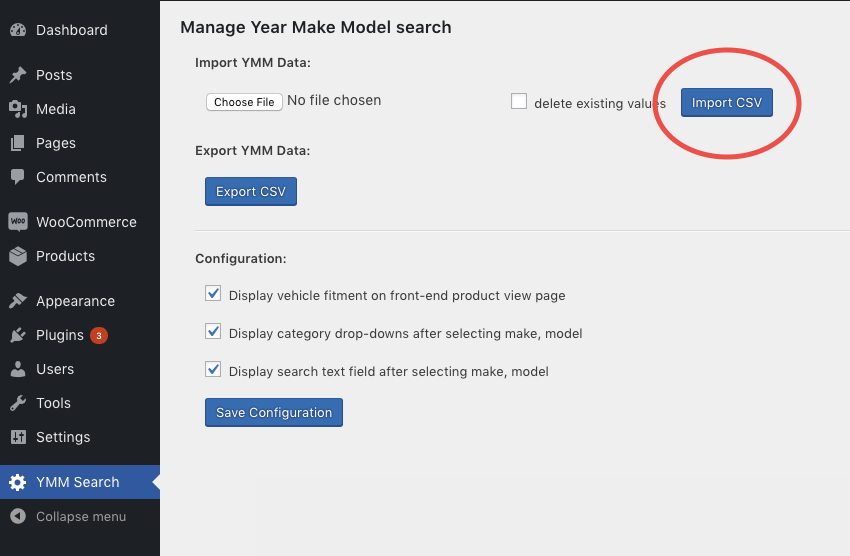 Dashboard
Posts
Media
Pages
Comments
Woo WooCommerce
Products
Appearance
Plugins 3
Users
Tools
Settings
YMM Search
Collapse menu
Manage Year Make Model search
Import YMM Data:
Choose File No file chosen delete existing values Import CSV
Export YMM Data:
Export CSV
Configuration:
Display vehicle fitment on front-end product view page
Display category drop-downs after selecting make, model
Display search text field after selecting make, model
Save Configuration